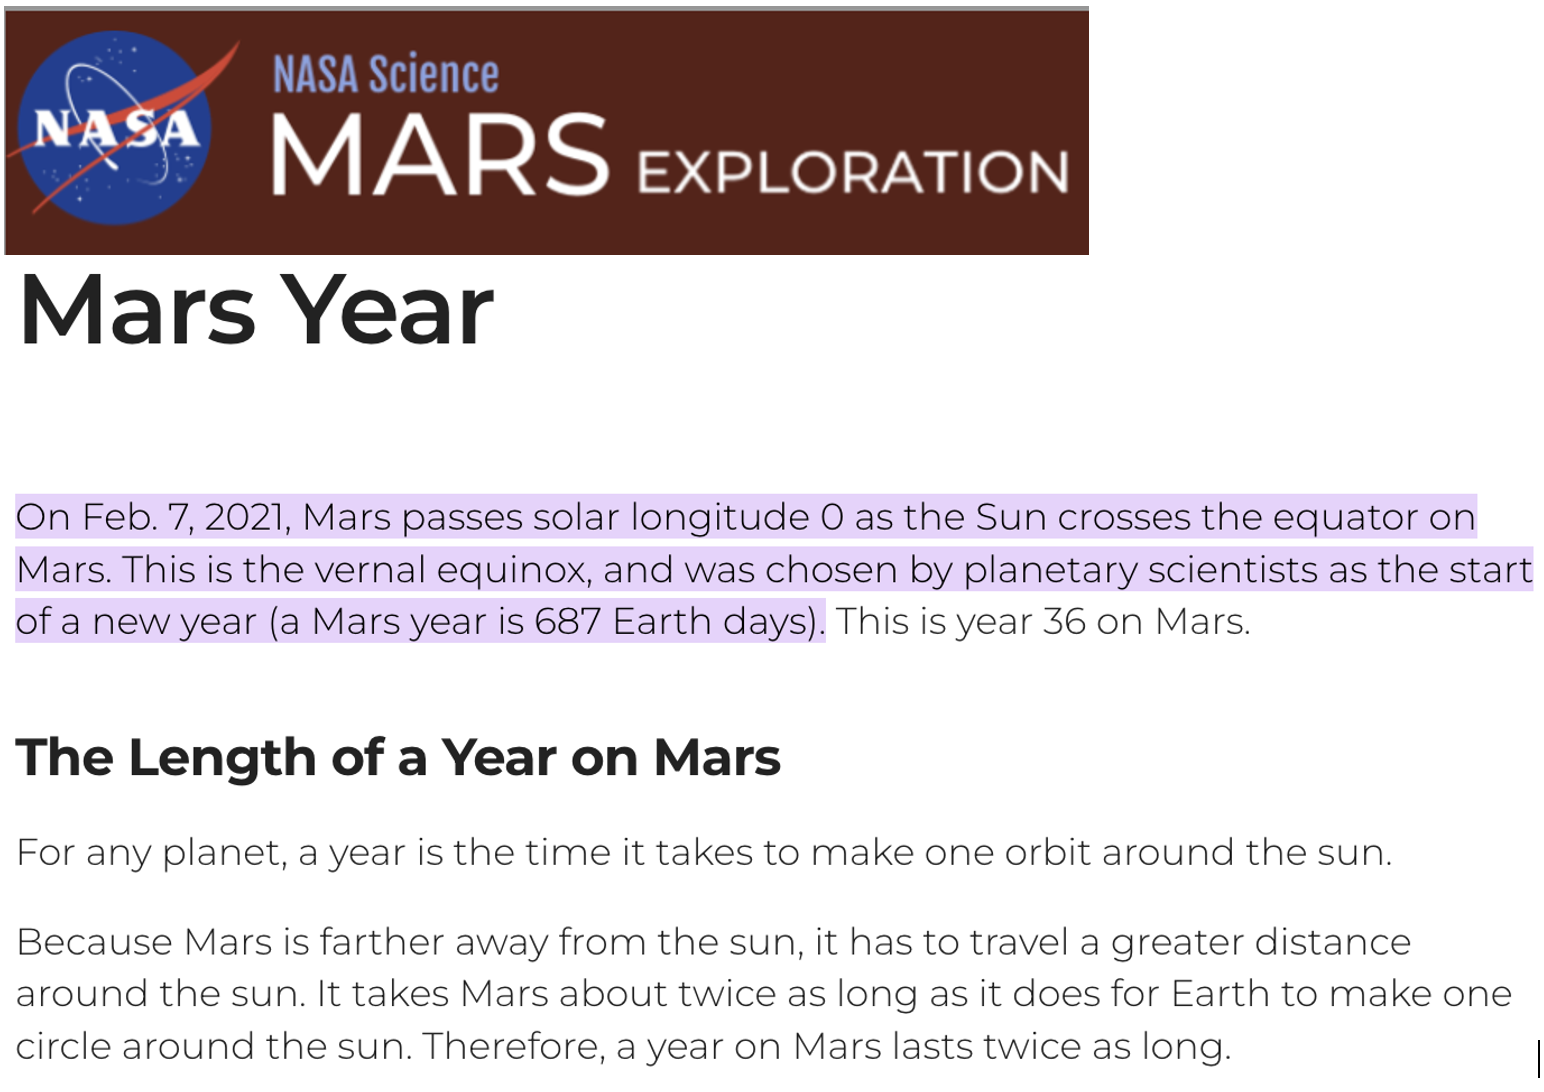 NASA
NASA Science
MARS EXPLORATION
Mars Year
On Feb. 7, 2021, Mars passes solar longitude 0 as the Sun crosses the equator on
Mars. This is the vernal equinox, and was chosen by planetary scientists as the start
of a new year (a Mars year is 687 Earth days). This is year 36 on Mars.
The Length of a Year on Mars
For any planet, a year is the time it takes to make one orbit around the sun.
Because Mars is farther away from the sun, it has to travel a greater distance
around the sun. It takes Mars about twice as long as it does for Earth to make one
circle around the sun. Therefore, a year on Mars lasts twice as long.